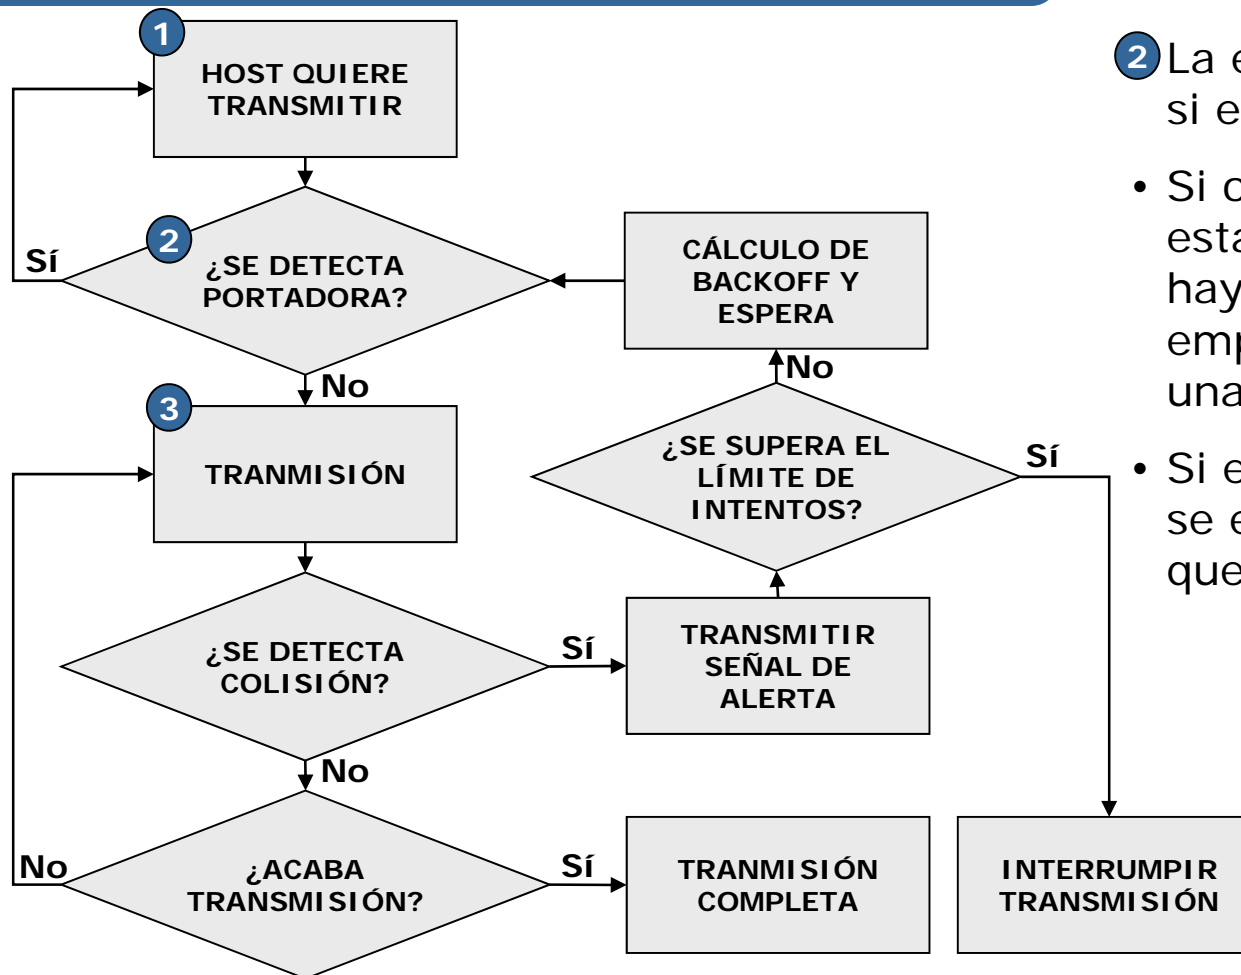 1
HOST QUIERE
TRANSMITIR
2
¿SE DETECTA
PORTADORA?
Sí
No
CÁLCULO DE
BACKOFF Y
ESPERA
No
3
TRANMISIÓN
¿SE SUPERA EL
LÍMITE DE
INTENTOS?
Sí
¿SE DETECTA
COLISIÓN?
Sí
No
TRANSMITIR
SEÑAL DE
ALERTA
¿ACABA
TRANSMISIÓN?
No
Sí
TRANMISIÓN
COMPLETA
INTERRUMPIR
TRANSMISIÓN
2 La
si
• Si
hay
una
• Si
se
que